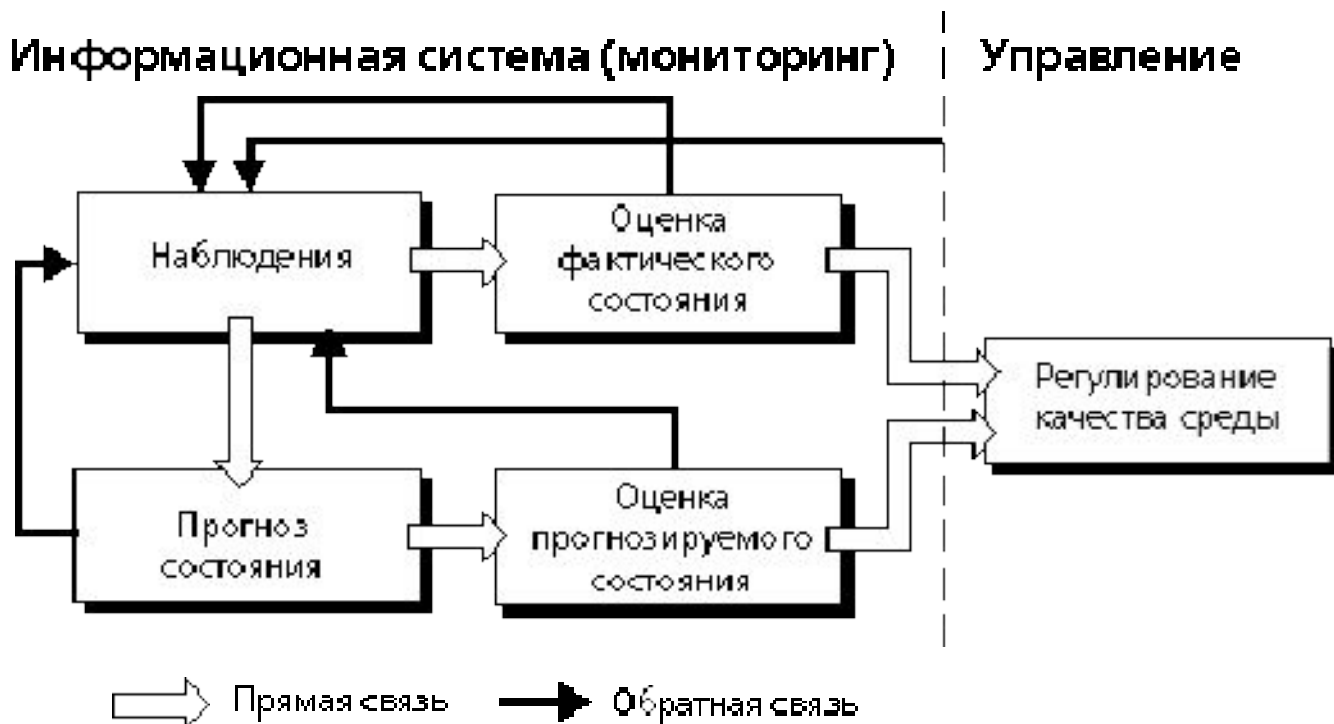 Информационная система (мониторинг)
Управление
Наблюдения
Оценка
фактического
состояния
Регулирование
качества среды
Прогноз
состояния
Оценка
прогнозируемого
состояния
Прямая связь
Обратная связь